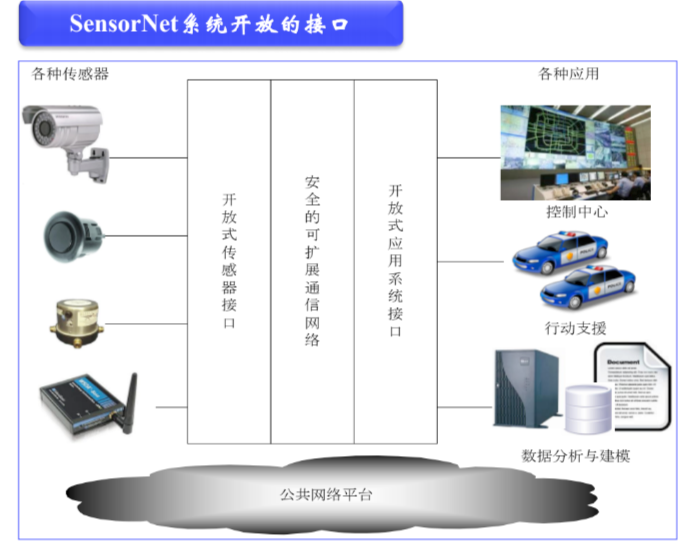 SensorNet系统开放的接口
各种传感器
各种应用
开放式传感器接口
安全的可扩展通信网络
开放式应用系统接口
控制中心
POLICE
POLICE
行动支援
Document
数据分析与建模
公共网络平台